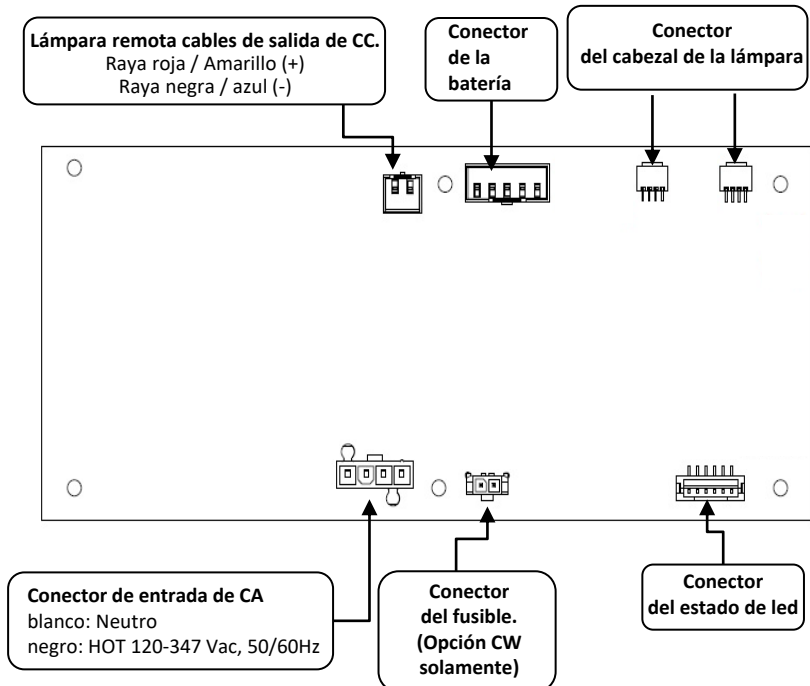 Lámpara remota cables de salida de CC.
Raya roja / Amarillo (+)
Raya negra / azul (-)
Conector
de la
batería
Conector
del cabezal de la lámpara
Conector de entrada de CA
blanco: Neutro
negro: HOT 120-347 Vac, 50/60Hz
Conector
del fusible.
(Opción CW
solamente)
Conector
del estado de led